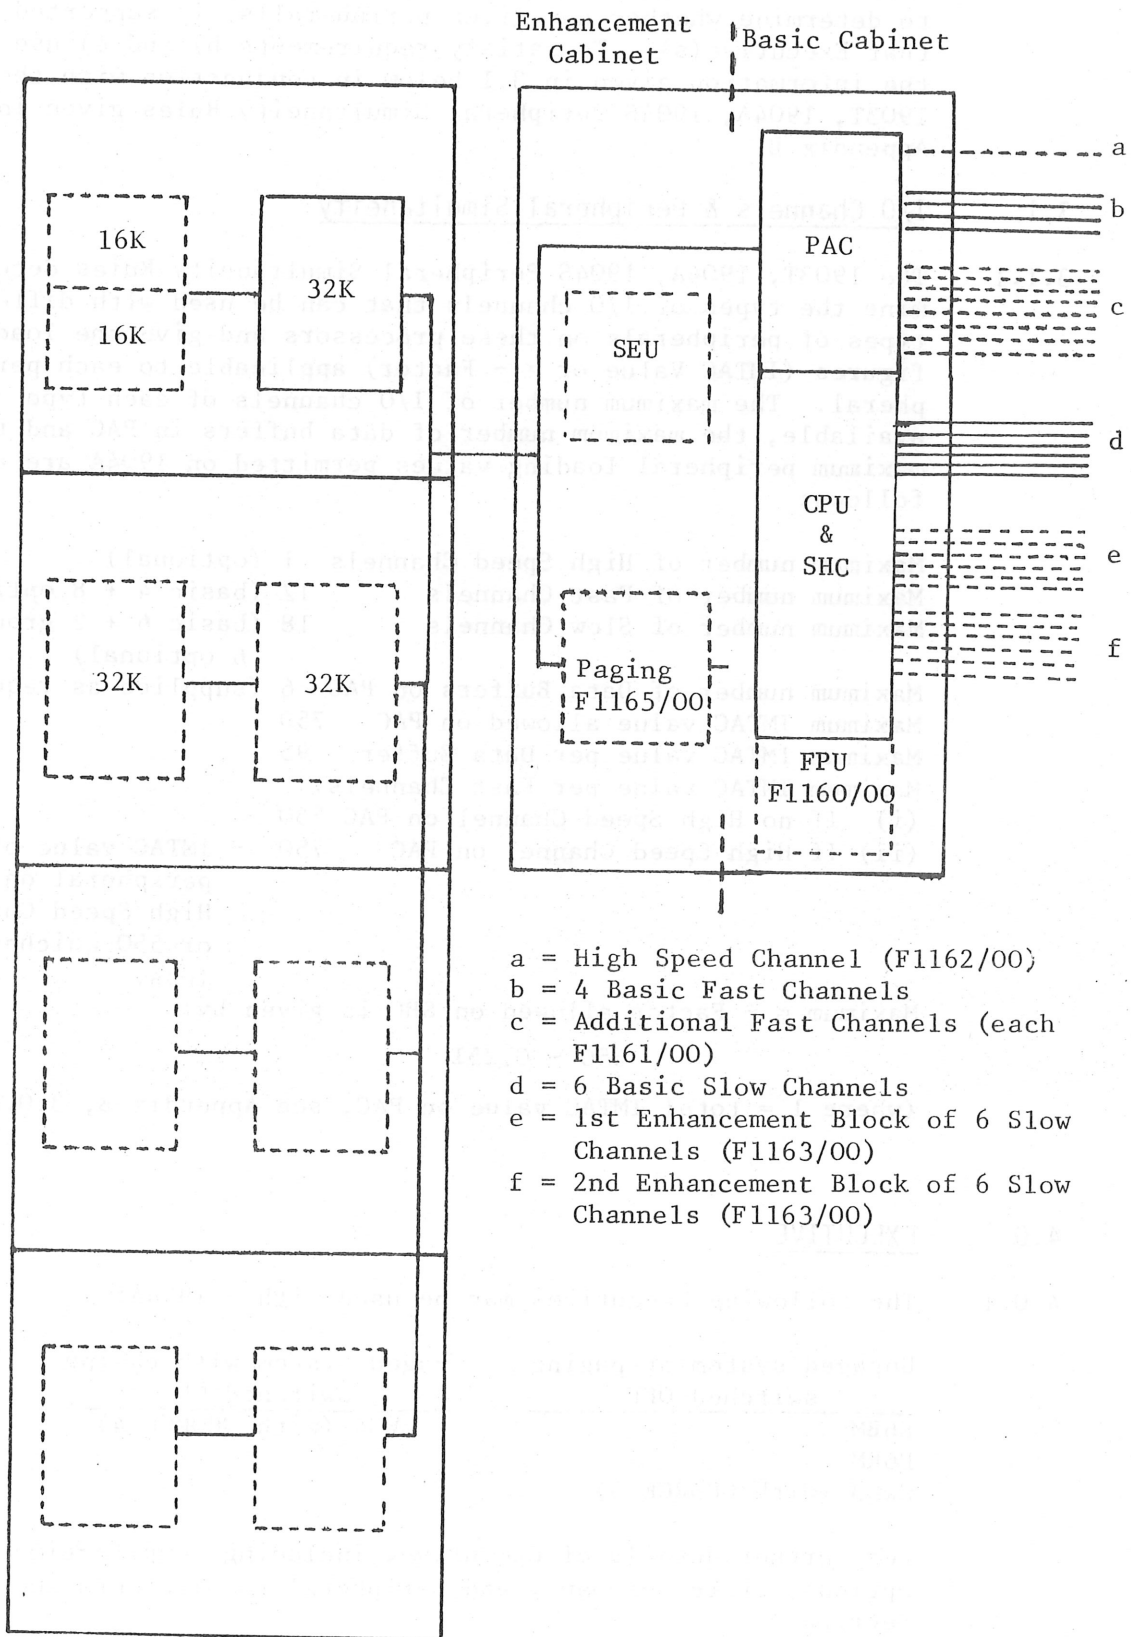 Enhancement
Cabinet
Basic Cabinet
16K
16K
32K
32K
32K
SEU
Paging
F1165/00
PAC
CPU
&
SHC
FPU
F1160/00
a
b
c
d
e
f
a = High Speed Channel (F1162/00)
b = 4 Basic Fast Channels
c = Additional Fast Channels (each
F1161/00)
d = 6 Basic Slow Channels
e = 1st Enhancement Block of 6 Slow
Channels (F1163/00)
f = 2nd Enhancement Block of 6 Slow
Channels (F1163/00)